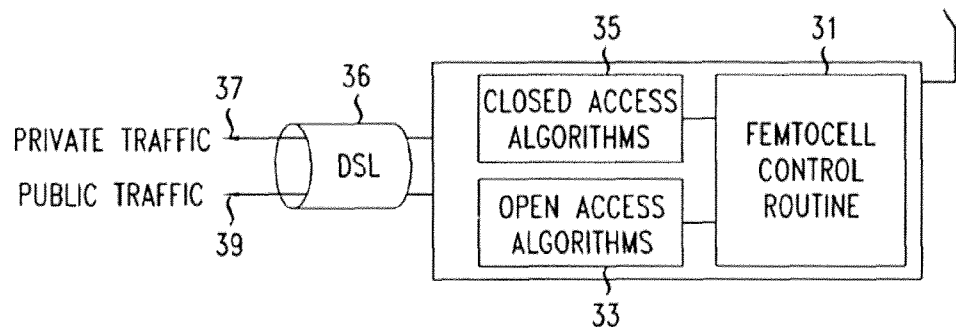 35
31
37
36
PRIVATE TRAFFIC
PUBLIC TRAFFIC
39
DSL
CLOSED ACCESS
ALGORITHMS
OPEN ACCESS
ALGORITHMS
33
FEMTOCELL
CONTROL
ROUTINE